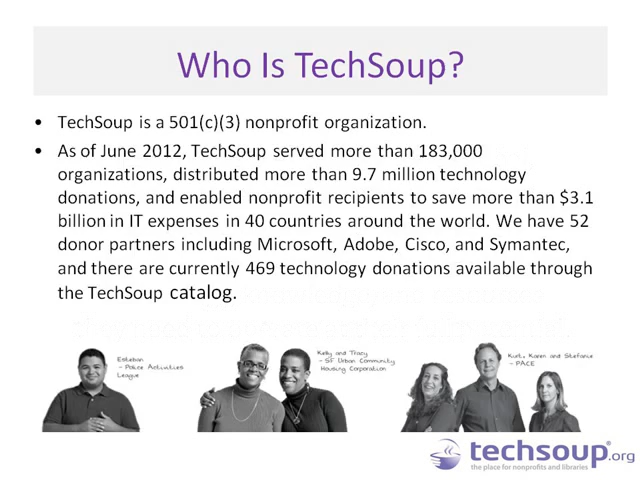 Who Is TechSoup?
• TechSoup is a 501(c)(3) nonprofit organization.
• As of June 2012, TechSoup served more than 183,000
organizations, distributed more than 9.7 million technology
donations, and enabled nonprofit recipients to save more than $3.1
billion in IT expenses in 40 countries around the world. We have 52
donor partners including Microsoft, Adobe, Cisco, and Symantec,
and there are currently 469 technology donations available through
the TechSoup catalog.
Esteban
- Police Activities
League
Kelly and Tracy
- SF Urban Community
Housing Corporation
Kurt, Karen and Stefanie
- PACE
techsoup®.org
the place for nonprofits and libraries